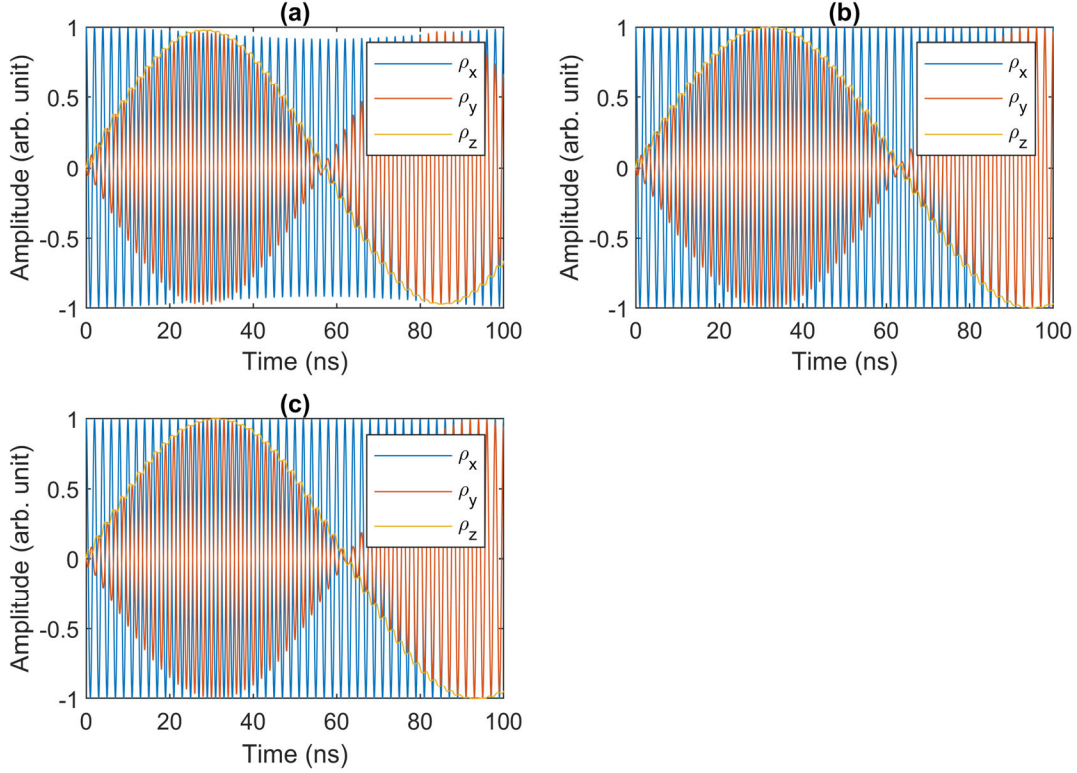 (a)
1
0.5
0
-0.5
-1
Amplitude (arb. unit)
ρx
ρy
ρz
0 20 40 60 80 100
Time (ns)
(b)
1
0.5
0
-0.5
-1
Amplitude (arb. unit)
ρx
ρy
ρz
0 20 40 60 80 100
Time (ns)
(c)
1
0.5
0
-0.5
-1
Amplitude (arb. unit)
ρx
ρy
ρz
0 20 40 60 80 100
Time (ns)